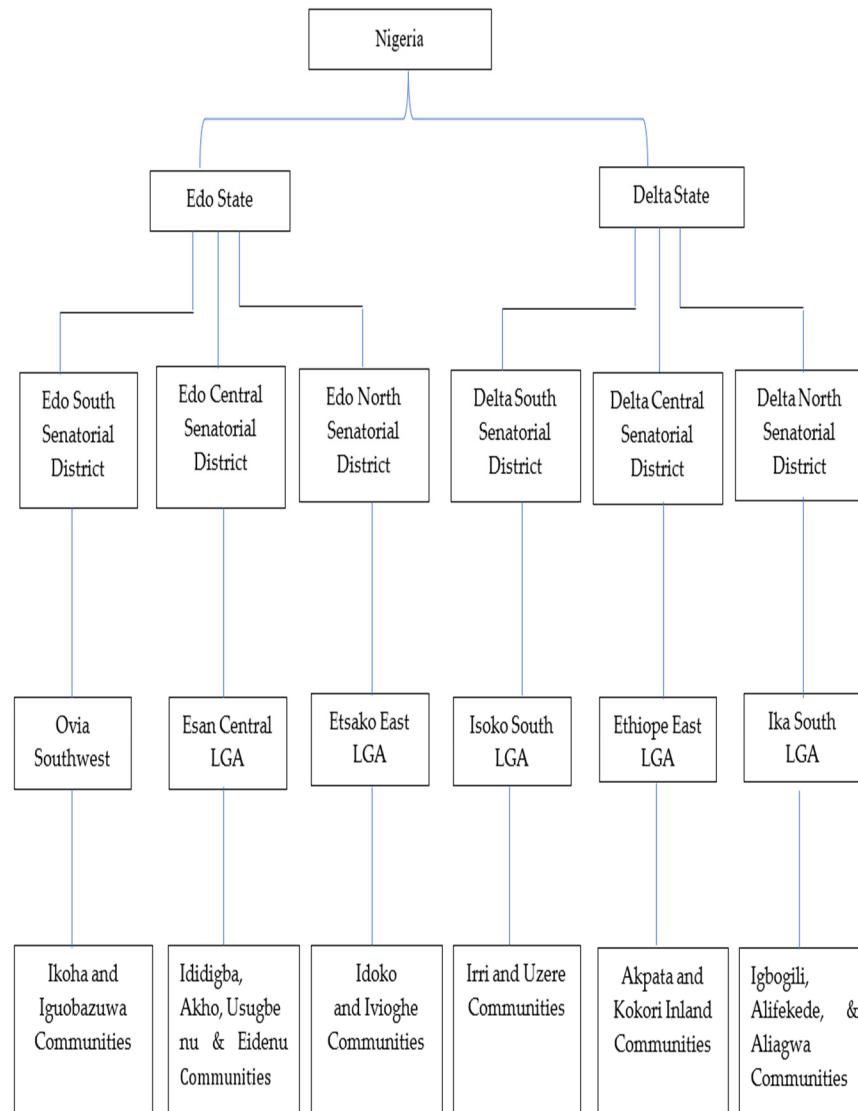 Nigeria
Edo State
Delta State
Edo South
Senatorial
District
Edo Central
Senatorial
District
Edo North
Senatorial
District
Delta South
Senatorial
District
Delta Central
Senatorial
District
Delta North
Senatorial
District
Ovia
Southwest
Esan Central
LGA
Etsako East
LGA
Isoko South
LGA
Ethiope East
LGA
Ika South
LGA
Ikoha and
Iguobazuwa
Communities
Ididigba,
Akho, Usugbe
nu & Eidenu
Communities
Idoko
and Ivioghe
Communities
Irri and Uzere
Communities
Akpata and
Kokori Inland
Communities
Igbogili,
Alifekede, &
Aliagwa
Communities